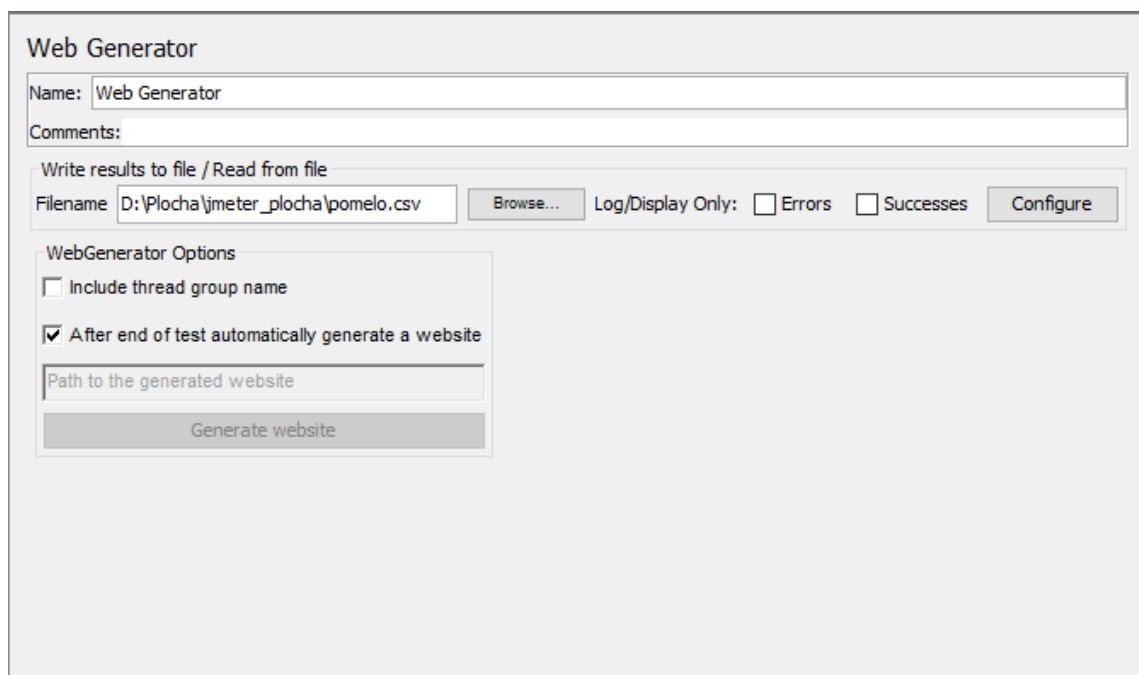 Web Generator
Name: Web Generator
Comments:
Write results to file / Read from file
Filename D:\Plocha\jmeter_plocha\pomelo.csv Browse... Log/Display Only: Errors Successes Configure
WebGenerator Options
Include thread group name
After end of test automatically generate a website
Path to the generated website
Generate website